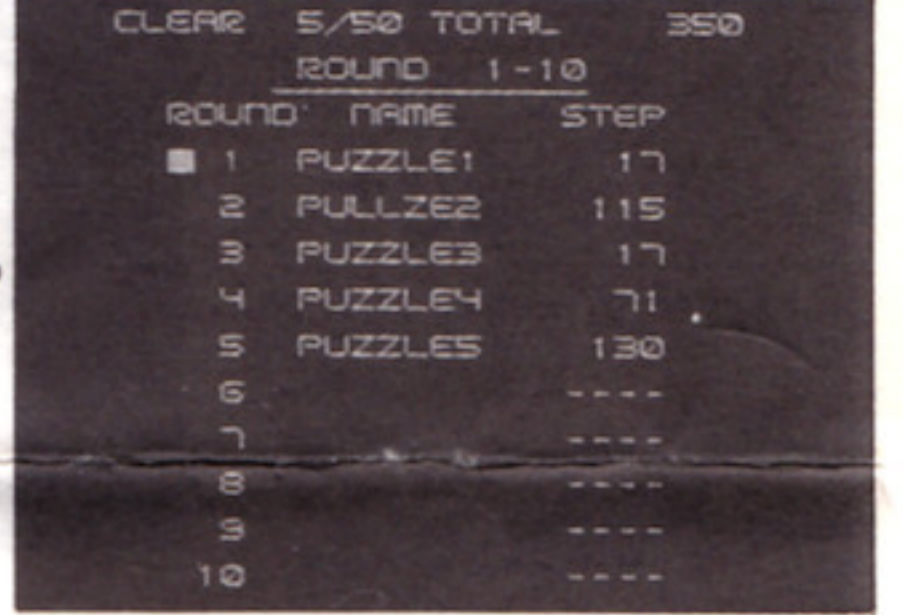 CLEAR 5/50 TOTAL 350
ROUND 1-10
ROUND NAME STEP
1 PUZZLE1 17
2 PULLZE2 115
3 PUZZLE3 17
4 PUZZLE4 71
5 PUZZLE5 130
6 ----
7 ----
8 ----
9 ----
10 ----